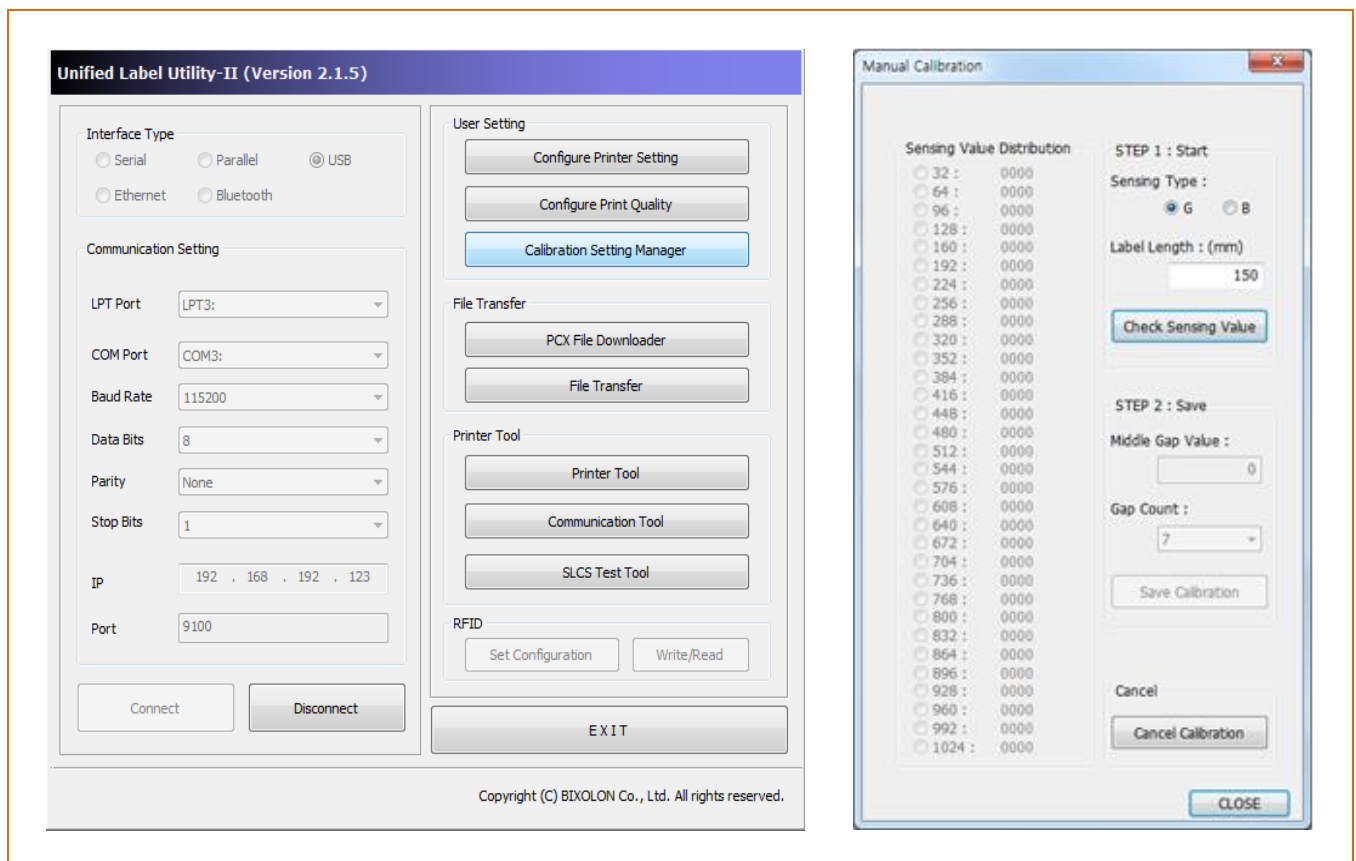 Unified Label Utility-II (Version 2.1.5)
Interface Type
Serial Parallel USB
Ethernet Bluetooth
Communication Setting
LPT Port LPT3:
COM Port COM3:
Baud Rate 115200
Data Bits 8
Parity None
Stop Bits 1
IP 192 . 168 . 192 . 123
Port 9100
Connect Disconnect
User Setting
Configure Printer Setting
Configure Print Quality
Calibration Setting Manager
File Transfer
PCX File Downloader
File Transfer
Printer Tool
Printer Tool
Communication Tool
SLCS Test Tool
RFID
Set Configuration Write/Read
EXIT
Copyright (C) BIXOLON Co., Ltd. All rights reserved.
Manual Calibration
Sensing Value Distribution
32 : 0000
64 : 0000
96 : 0000
128 : 0000
160 : 0000
192 : 0000
224 : 0000
256 : 0000
288 : 0000
320 : 0000
352 : 0000
384 : 0000
416 : 0000
448 : 0000
480 : 0000
512 : 0000
544 : 0000
576 : 0000
608 : 0000
640 : 0000
672 : 0000
704 : 0000
736 : 0000
768 : 0000
800 : 0000
832 : 0000
864 : 0000
896 : 0000
928 : 0000
960 : 0000
992 : 0000
1024 : 0000
STEP 1 : Start
Sensing Type :
G B
Label Length : (mm)
150
Check Sensing Value
STEP 2 : Save
Middle Gap Value :
0
Gap Count :
7
Save Calibration
Cancel
Cancel Calibration
CLOSE